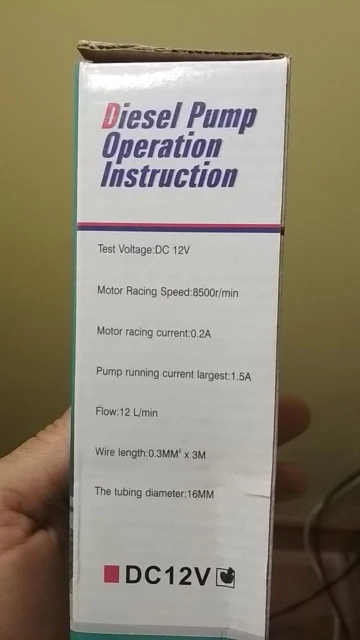 Diesel Pump
Operation
Instruction
Test Voltage:DC 12V
Motor Racing Speed:8500r/min
Motor racing current:0.2A
Pump running current largest:1.5A
Flow:12 L/min
Wire length:0.3MM² x 3M
The tubing diameter:16MM
DC12V